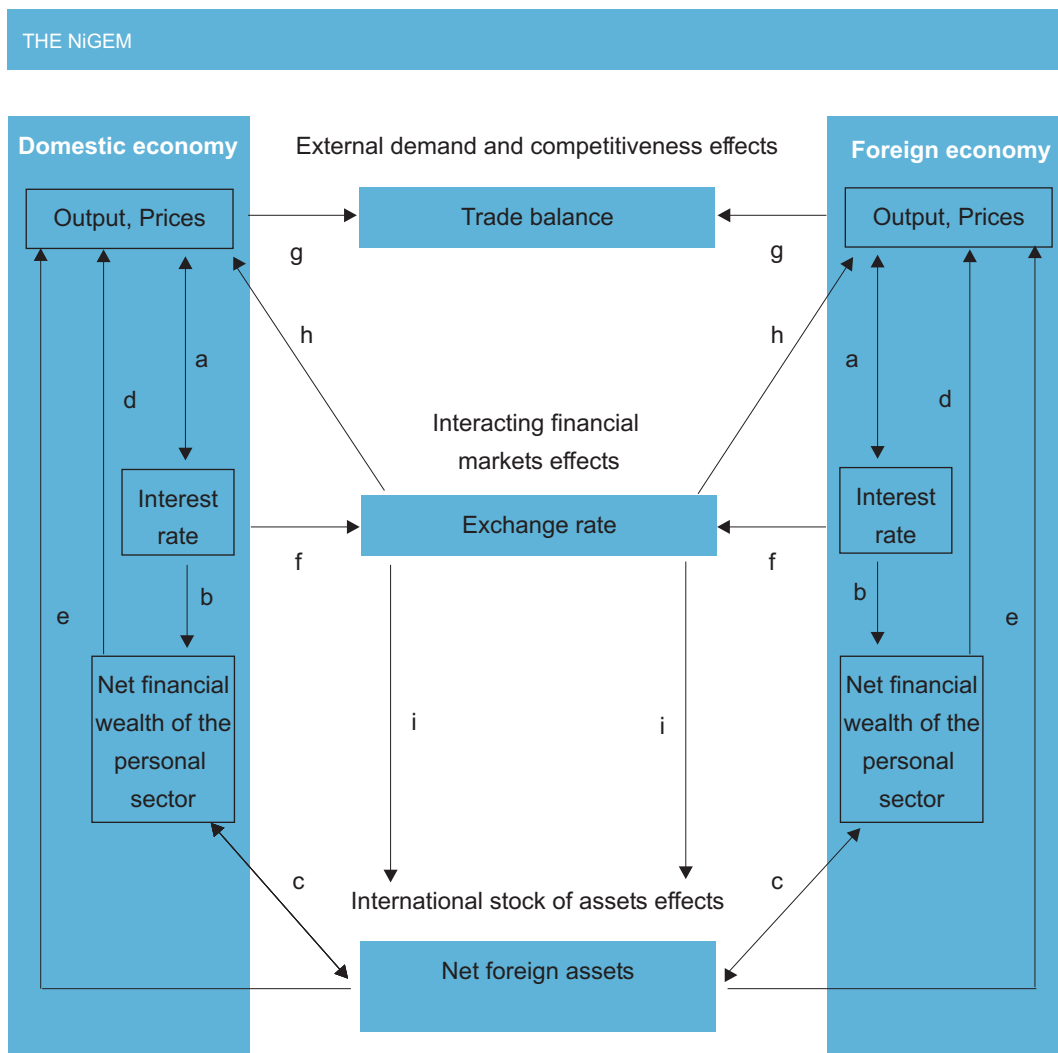 THE NiGEM
Domestic economy
External demand and competitiveness effects
Foreign economy
Output, Prices
Trade balance
Output, Prices
g
g
h
h
a
a
d
d
Interacting financial
markets effects
Interest
rate
Exchange rate
Interest
rate
f
f
b
b
e
e
Net financial
wealth of the
personal
sector
Net financial
wealth of the
personal
sector
i
i
c
c
International stock of assets effects
Net foreign assets